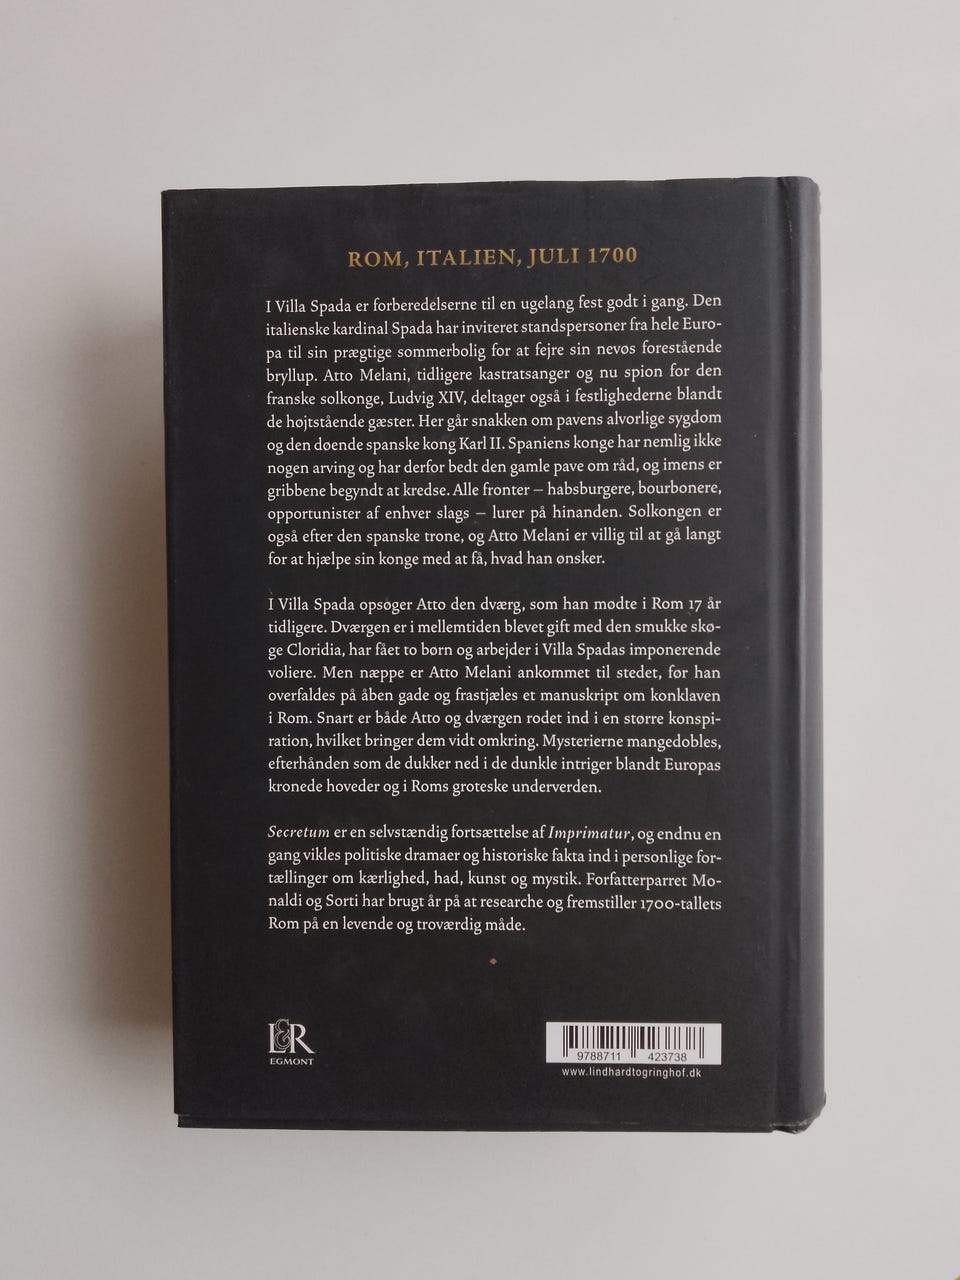 ROM, ITALIEN, JULI 1700
I Villa Spada er forberedelserne til en ugelang fest godt i gang. Den
italienske kardinal Spada har inviteret standspersoner fra hele Euro-
pa til sin prægtige sommerbolig for at fejre sin nevøs forestående
bryllup. Atto Melani, tidligere kastratsanger og nu spion for den
franske solkonge, Ludvig XIV, deltager også i festlighederne blandt
de højtstående gæster. Her går snakken om pavens alvorlige sygdom
og den døende spanske kong Karl II. Spaniens konge har nemlig ikke
nogen arving og har derfor bedt den gamle pave om råd, og imens er
gribbene begyndt at kredse. Alle fronter – habsburgere, bourbonere,
opportunister af enhver slags – lurer på hinanden. Solkongen er
også efter den spanske trone, og Atto Melani er villig til at gå langt
for at hjælpe sin konge med at få, hvad han ønsker.
I Villa Spada opsøger Atto den dværg, som han mødte i Rom 17 år
tidligere. Dværgen er i mellemtiden blevet gift med den smukke skø-
ge Cloridia, har fået to børn og arbejder i Villa Spadas imponerende
voliere. Men næppe er Atto Melani ankommet til stedet, før han
overfaldes på åben gade og frastjæles et manuskript om konklaven
i Rom. Snart er både Atto og dværgen rodet ind i en større konspi-
ration, hvilket bringer dem vidt omkring. Mysterierne mangedobles,
efterhånden som de dukker ned i de dunkle intriger blandt Europas
kronede hoveder og i Roms groteske underverden.
Secretum er en selvstændig fortsættelse af Imprimatur, og endnu en
gang vikles politiske dramaer og historiske fakta ind i personlige for-
tællinger om kærlighed, had, kunst og mystik. Forfatterparret Mo-
naldi og Sorti har brugt år på at researche og fremstiller 1700-tallets
Rom på en levende og troværdig måde.
L&R
EGMONT
9788711 423738
www.lindhardtogringhof.dk